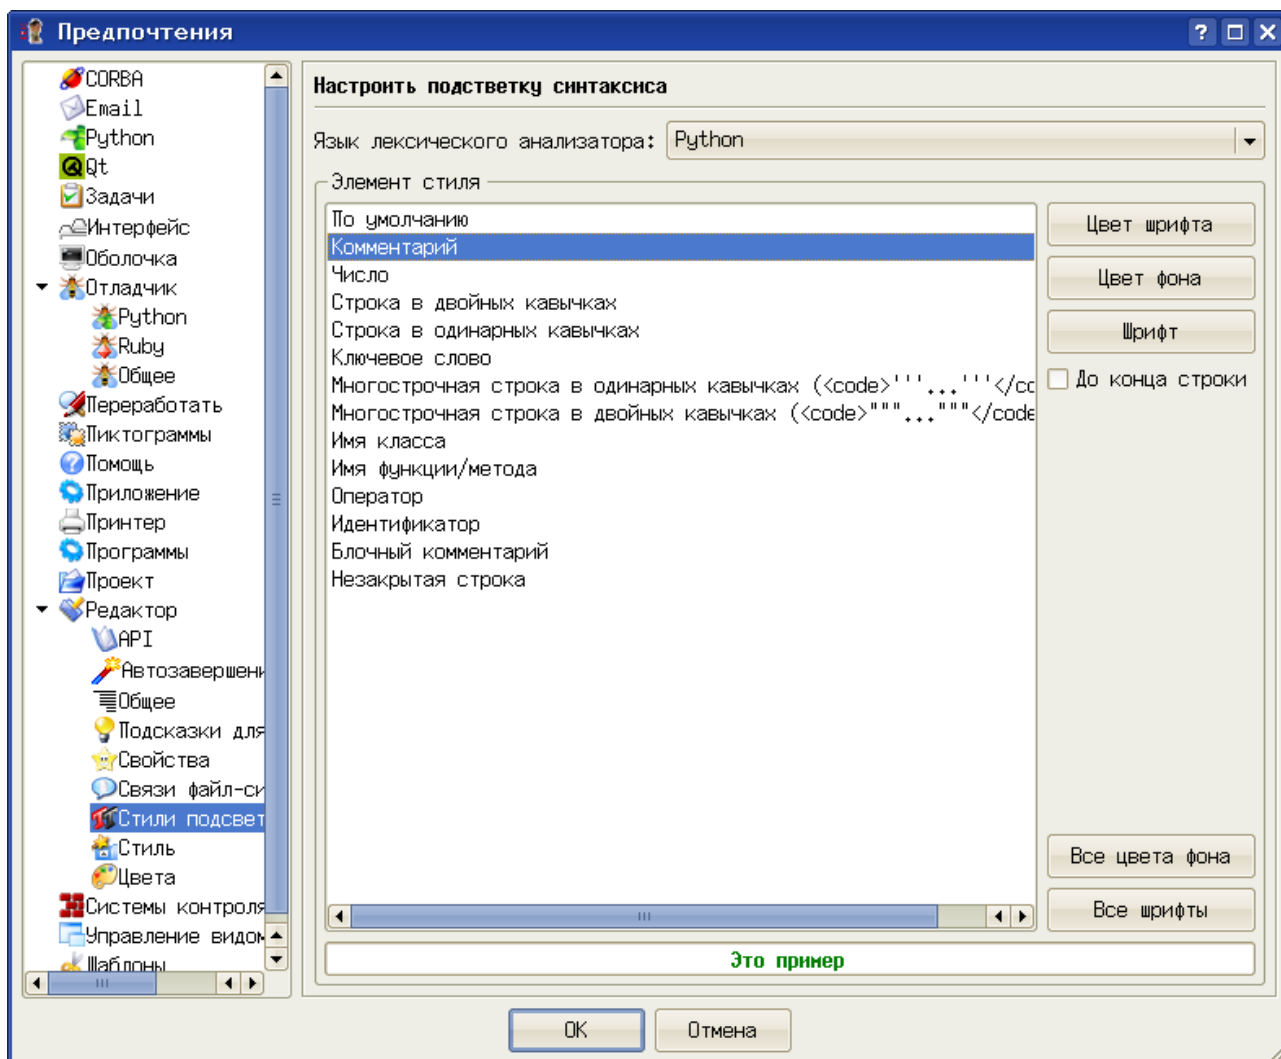 Предпочтения
CORBA
Email
Python
Qt
Задачи
Интерфейс
Оболочка
Отладчик
Python
Ruby
Общее
Переработать
Пиктограммы
Помощь
Приложение
Принтер
Программы
Проект
Редактор
API
Автозавершени
Общее
Подсказки для
Свойства
Связи файл-си
Стили подсвет
Стиль
Цвета
Системы контроля
Управление видом
Шаблоны
Настроить подстветку синтаксиса
Язык лексического анализатора: Python
Элемент стиля
По умолчанию
Комментарий
Число
Строка в двойных кавычках
Строка в одинарных кавычках
Ключевое слово
Многострочная строка в одинарных кавычках (<code>'''...'''</co
Многострочная строка в двойных кавычках (<code>"""..."""</code
Имя класса
Имя функции/метода
Оператор
Идентификатор
Блочный комментарий
Незакрытая строка
Цвет шрифта
Цвет фона
Шрифт
До конца строки
Все цвета фона
Все шрифты
Это пример
OK
Отмена